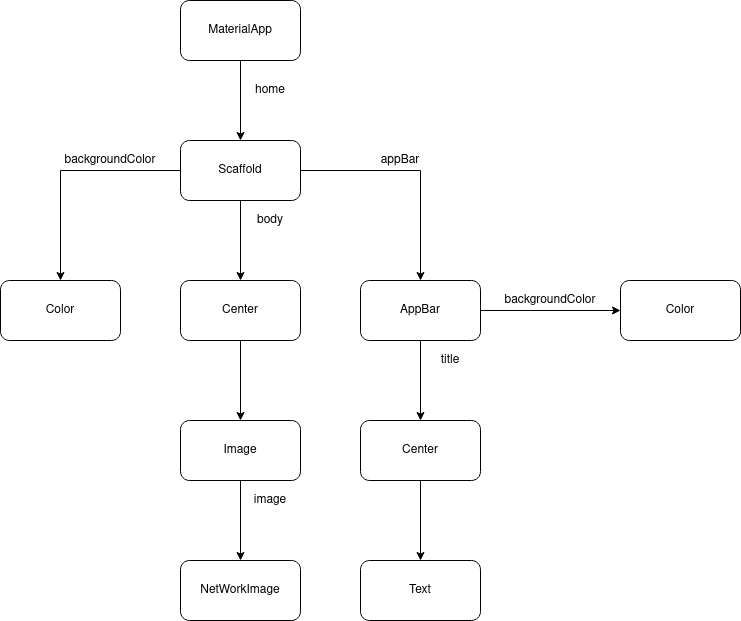 MaterialApp
home
backgroundColor
Scaffold
appBar
body
Color
Center
AppBar
backgroundColor
Color
title
Image
Center
image
NetWorkImage
Text